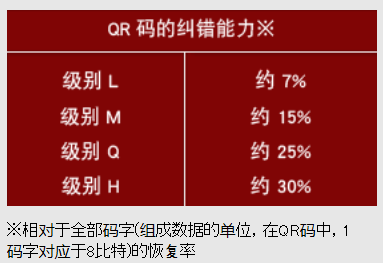 QR 码的纠错能力※
级别 L 约 7%
级别 M 约 15%
级别 Q 约 25%
级别 H 约 30%
※相对于全部码字(组成数据的单位, 在QR码中, 1
码字对应于8比特)的恢复率